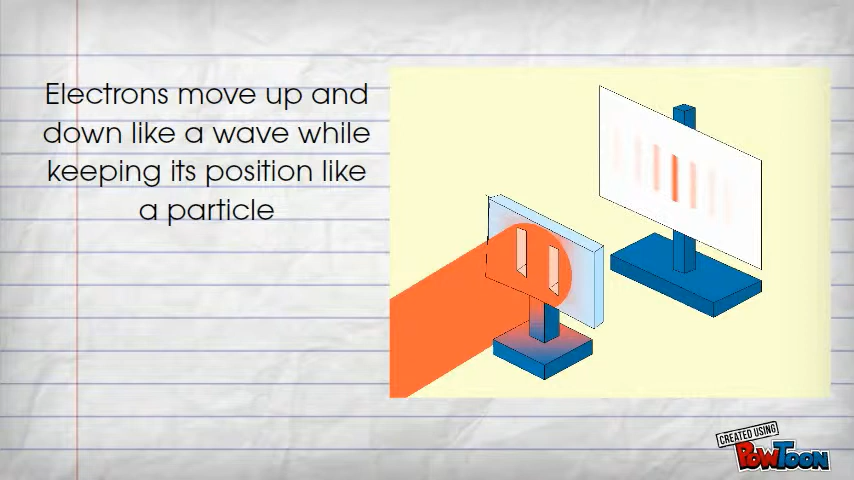 Electrons move up and
down like a wave while
keeping its position like
a particle
CREATED USING
POWTOON